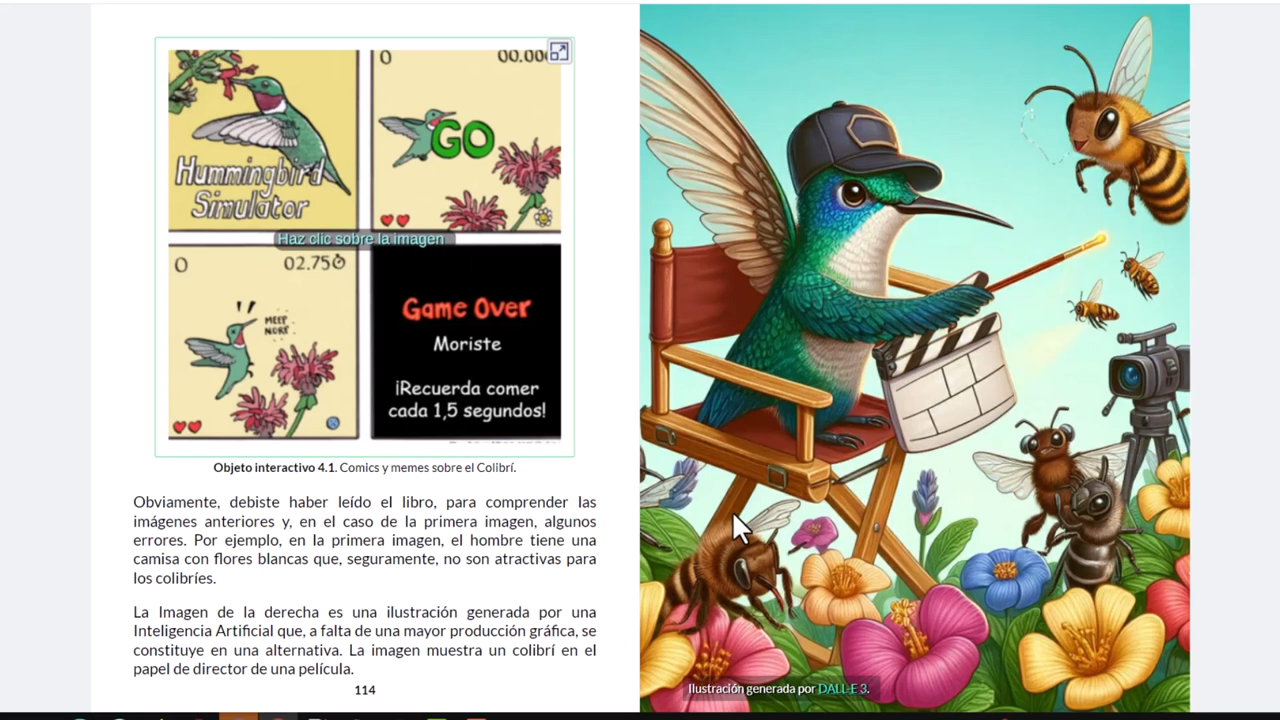 Hummingbird
Simulator
0
00.00
GO
Haz clic sobre la imagen
0
02.75
MEEP
NORP
Game Over
Moriste
¡Recuerda comer
cada 1,5 segundos!
Objeto interactivo 4.1. Comics y memes sobre el Colibrí.
Obviamente, debiste haber leído el libro, para comprender las
imágenes anteriores y, en el caso de la primera imagen, algunos
errores. Por ejemplo, en la primera imagen, el hombre tiene una
camisa con flores blancas que, seguramente, no son atractivas para
los colibríes.
La Imagen de la derecha es una ilustración generada por una
Inteligencia Artificial que, a falta de una mayor producción gráfica, se
constituye en una alternativa. La imagen muestra un colibrí en el
papel de director de una película.
114
Ilustración generada por DALL-E 3.